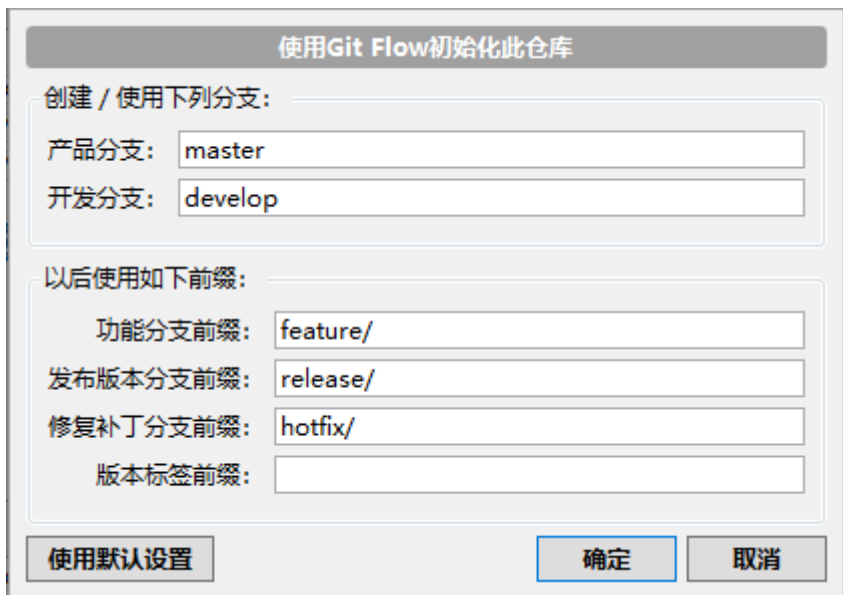 使用Git Flow初始化此仓库
创建 / 使用下列分支：
产品分支： master
开发分支： develop
以后使用如下前缀：
功能分支前缀： feature/
发布版本分支前缀： release/
修复补丁分支前缀： hotfix/
版本标签前缀：
使用默认设置 确定 取消